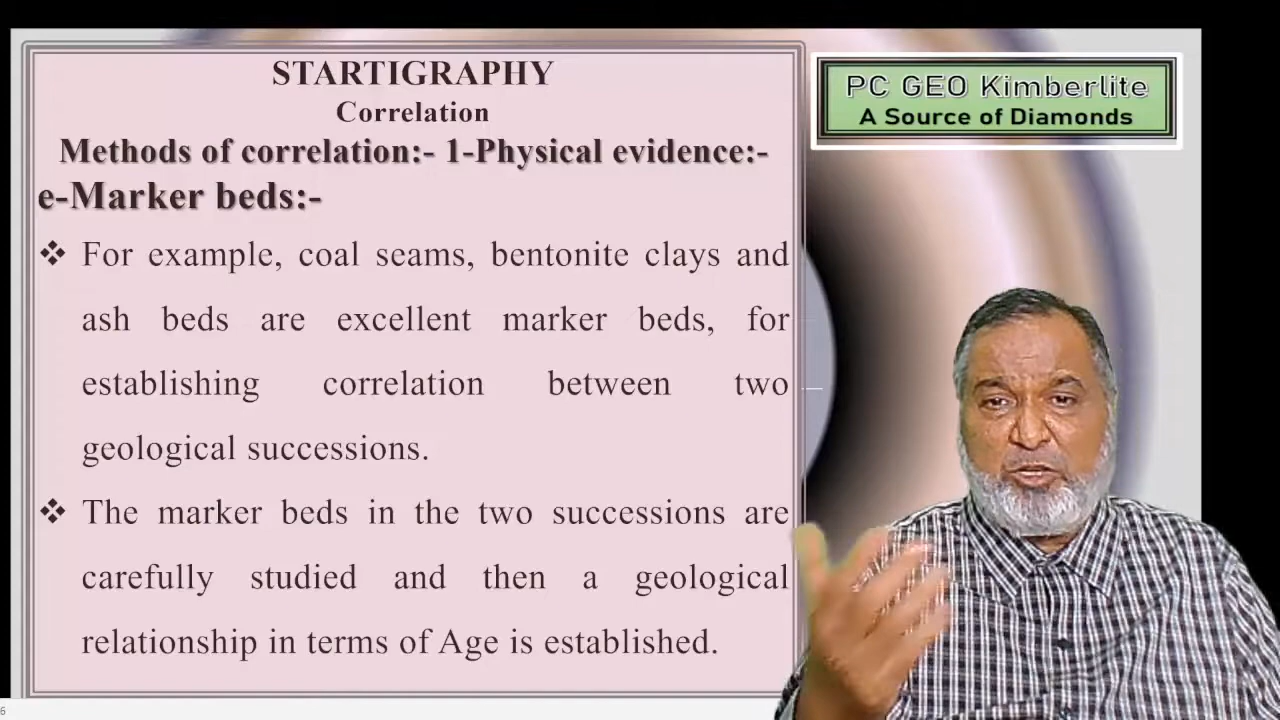 STARTIGRAPHY
Correlation
Methods of correlation:- 1-Physical evidence:-
e-Marker beds:-
❖ For example, coal seams, bentonite clays and
ash beds are excellent marker beds, for
establishing correlation between two
geological successions.
❖ The marker beds in the two successions are
carefully studied and then a geological
relationship in terms of Age is established.
PC GEO Kimberlite
A Source of Diamonds
6